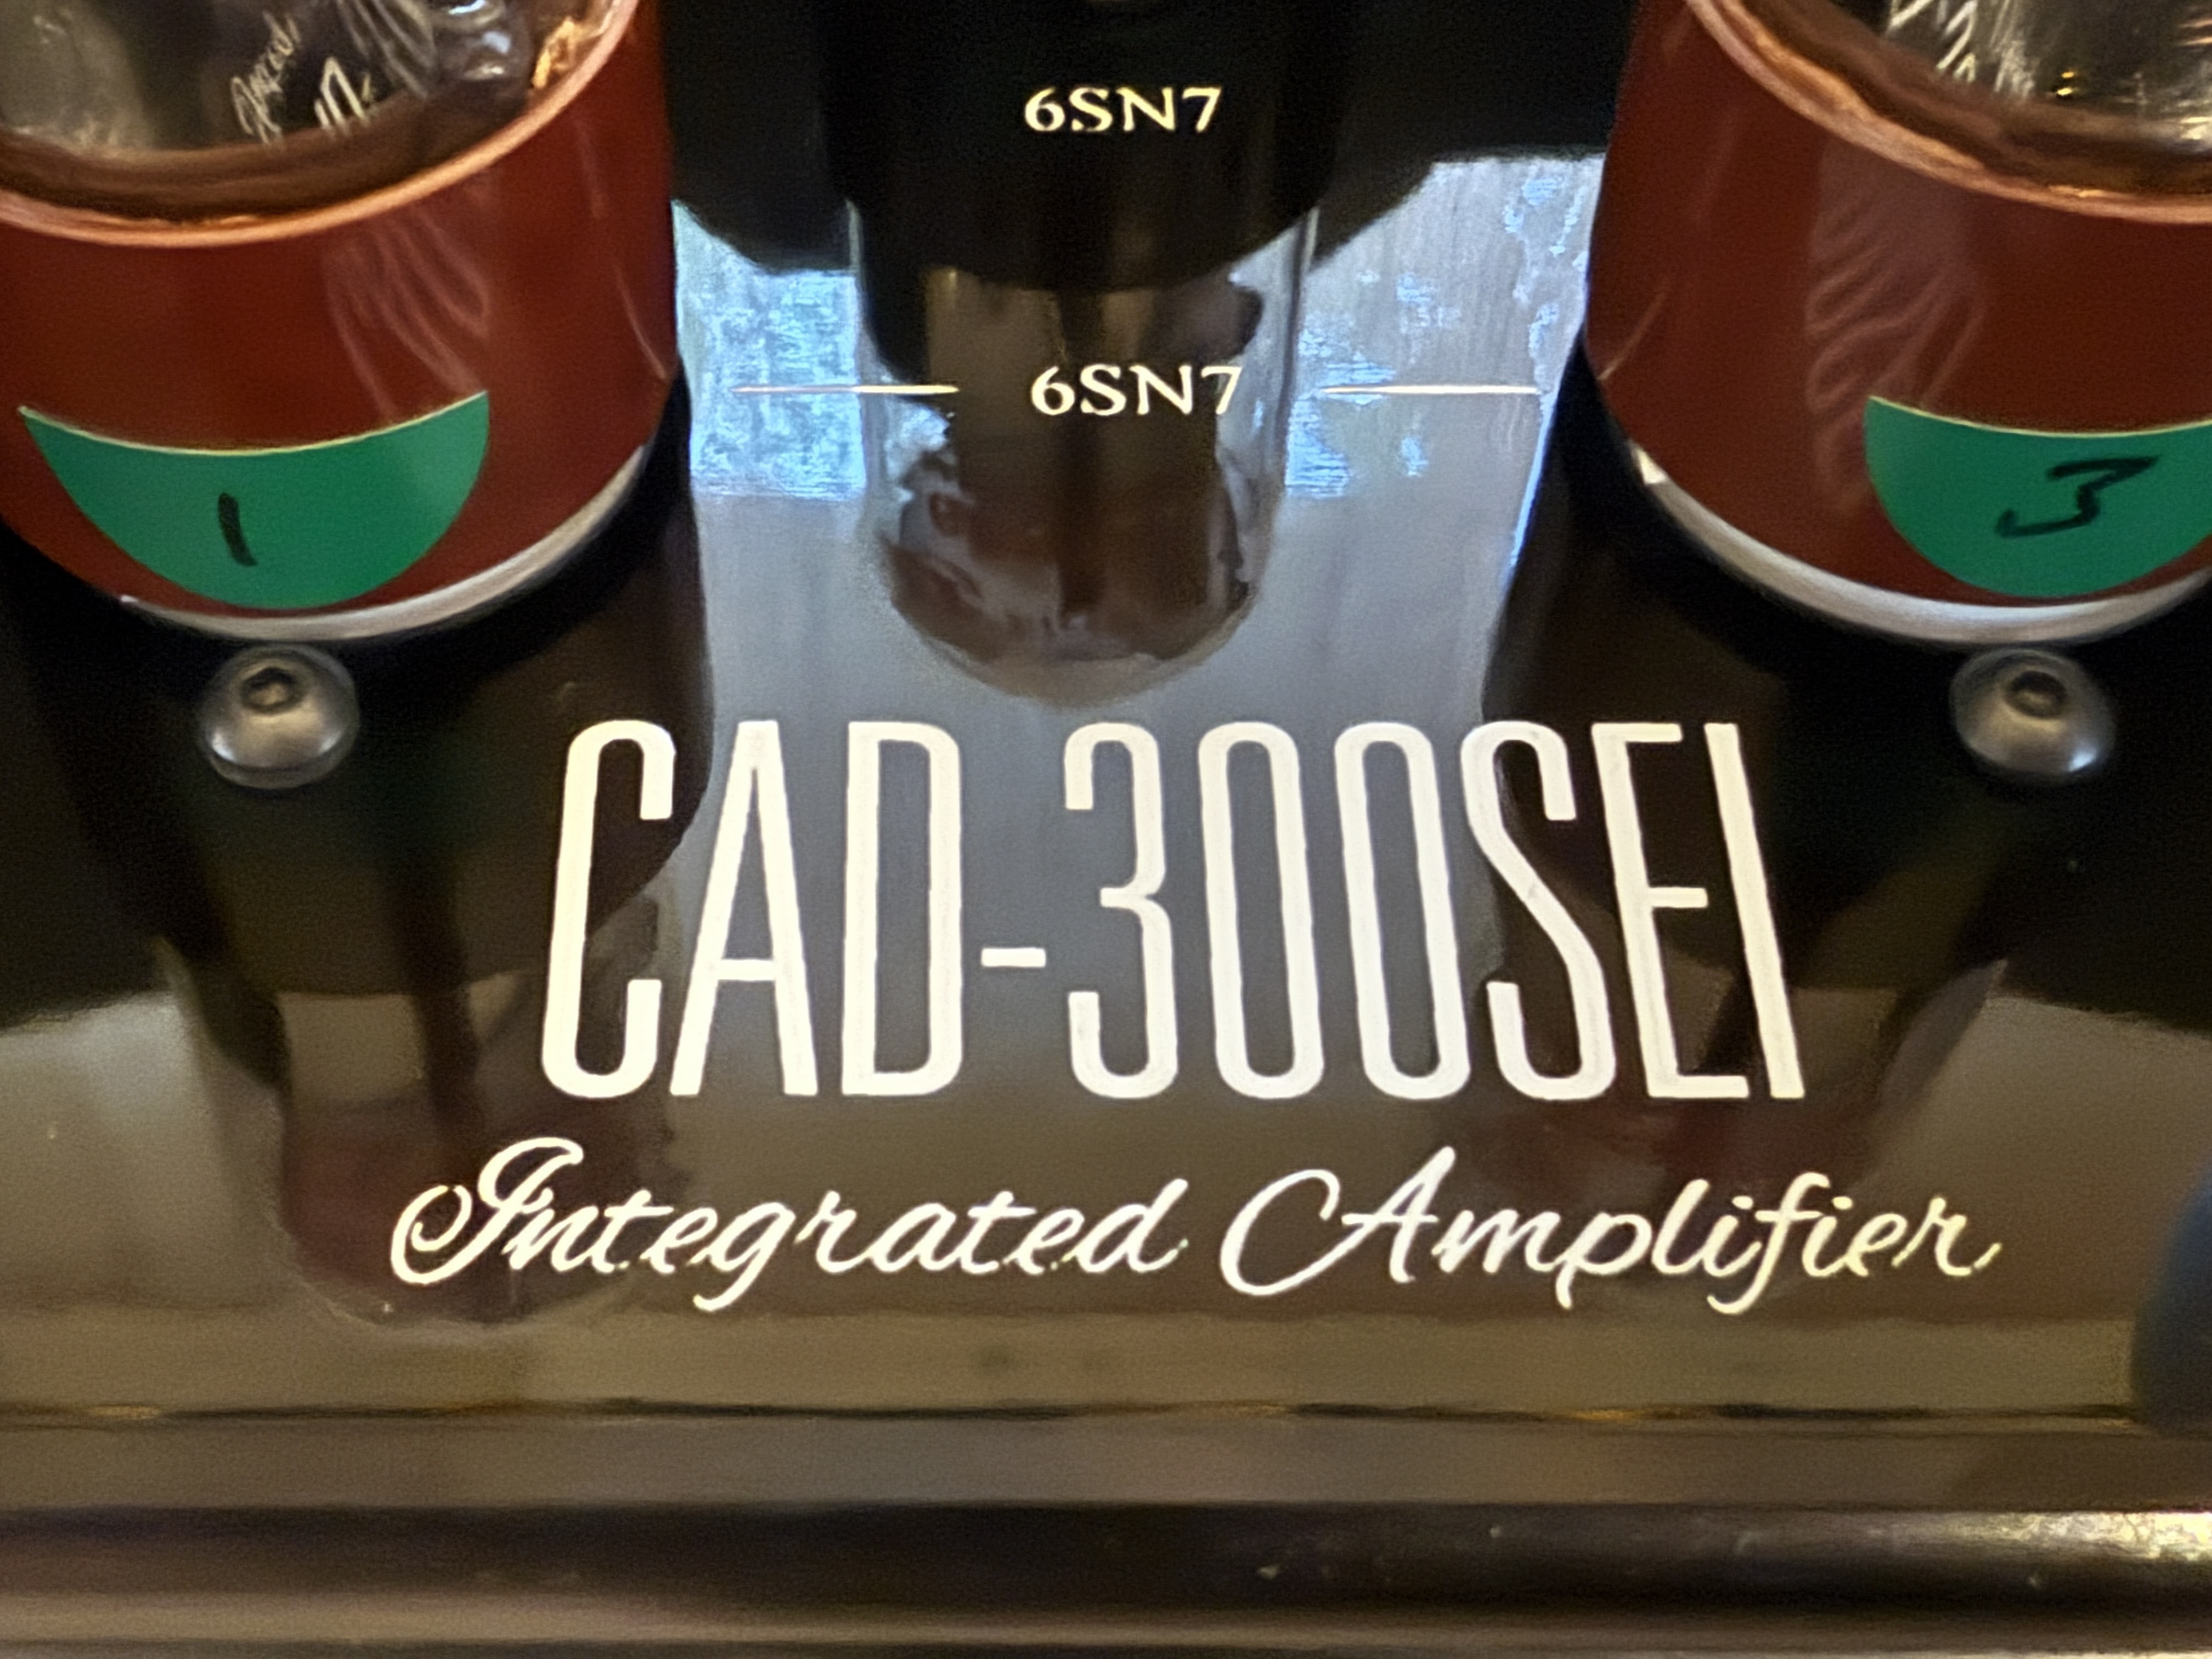 6SN7
6SN7
1
3
CAD-300SEI
Integrated Amplifier